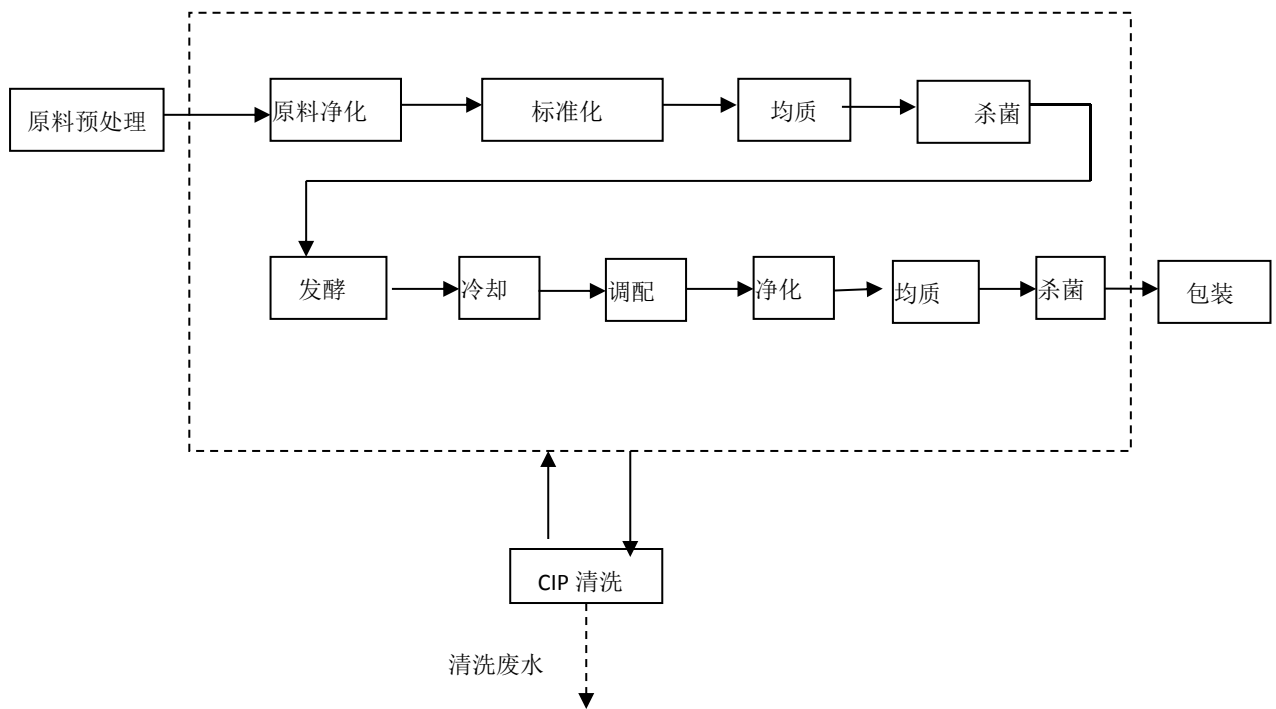 原料预处理
原料净化
标准化
均质
杀菌
发酵
冷却
调配
净化
均质
杀菌
包装
CIP 清洗
清洗废水